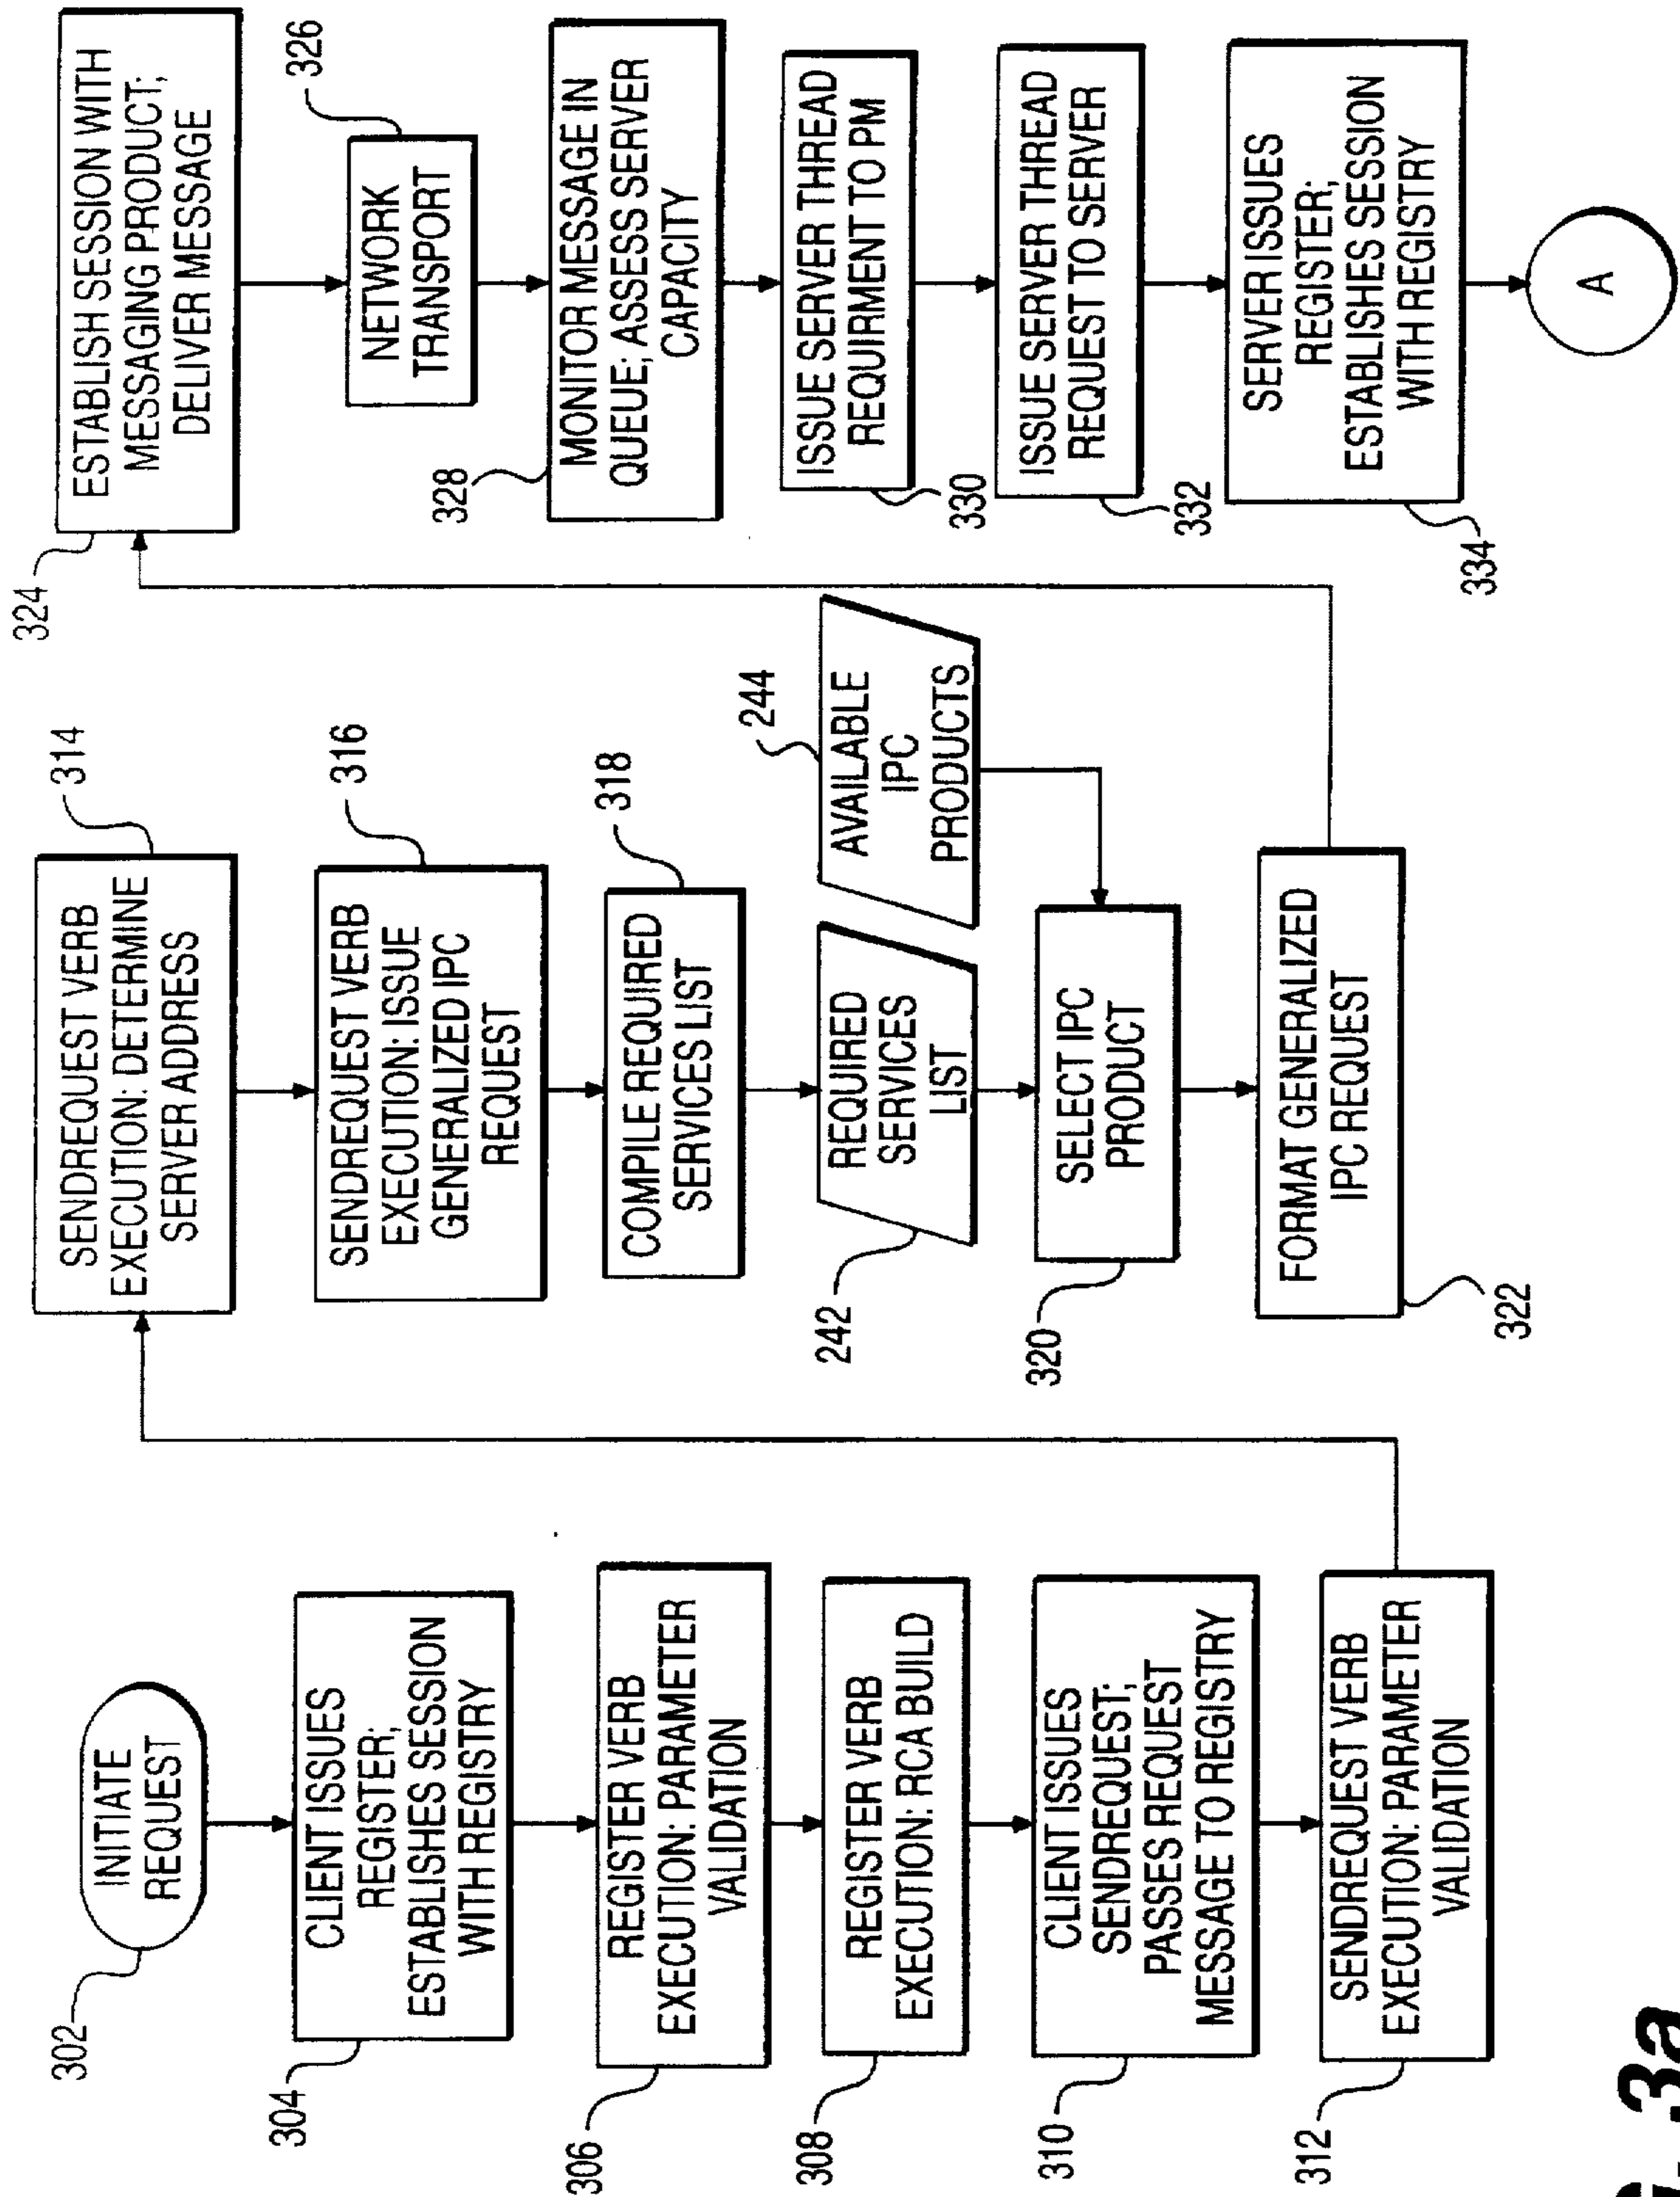 302
INITIATE
REQUEST
304
CLIENT ISSUES
REGISTER;
ESTABLISHES SESSION
WITH REGISTRY
306
REGISTER VERB
EXECUTION: PARAMETER
VALIDATION
308
REGISTER VERB
EXECUTION: RCA BUILD
310
CLIENT ISSUES
SENDREQUEST;
PASSES REQUEST
MESSAGE TO REGISTRY
312
SENDREQUEST VERB
EXECUTION: PARAMETER
VALIDATION
314
SENDREQUEST VERB
EXECUTION: DETERMINE
SERVER ADDRESS
316
SENDREQUEST VERB
EXECUTION: ISSUE
GENERALIZED IPC
REQUEST
318
COMPILE REQUIRED
SERVICES LIST
242
REQUIRED
SERVICES
LIST
244
AVAILABLE
IPC
PRODUCTS
320
SELECT IPC
PRODUCT
322
FORMAT GENERALIZED
IPC REQUEST
324
ESTABLISH SESSION WITH
MESSAGING PRODUCT;
DELIVER MESSAGE
326
NETWORK
TRANSPORT
328
MONITOR MESSAGE IN
QUEUE; ASSESS SERVER
CAPACITY
330
ISSUE SERVER THREAD
REQUIRMENT TO PM
332
ISSUE SERVER THREAD
REQUEST TO SERVER
334
SERVER ISSUES
REGISTER;
ESTABLISHES SESSION
WITH REGISTRY
A
3a